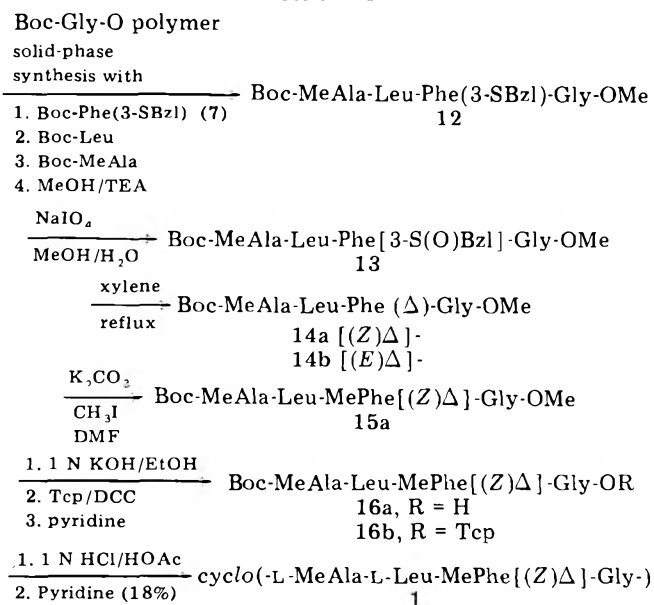 Boc-Gly-O polymer
solid-phase
synthesis with
1. Boc-Phe(3-SBzl) (7)
2. Boc-Leu
3. Boc-MeAla
4. MeOH/TEA
Boc-MeAla-Leu-Phe(3-SBzl)-Gly-OMe
12
NaIO₄
MeOH/H₂O
Boc-MeAla-Leu-Phe[3-S(O)Bzl]-Gly-OMe
13
xylene
reflux
Boc-MeAla-Leu-Phe (Δ)-Gly-OMe
14a [(Z)Δ]-
14b [(E)Δ]-
K₂CO₃
CH₃I
DMF
Boc-MeAla-Leu-MePhe[(Z)Δ]-Gly-OMe
15a
1. 1 N KOH/EtOH
2. Tcp/DCC
3. pyridine
Boc-MeAla-Leu-MePhe[(Z)Δ]-Gly-OR
16a, R = H
16b, R = Tcp
1. 1 N HCl/HOAc
2. Pyridine (18%)
cyclo(-L-MeAla-L-Leu-MePhe[(Z)Δ]-Gly-)
1